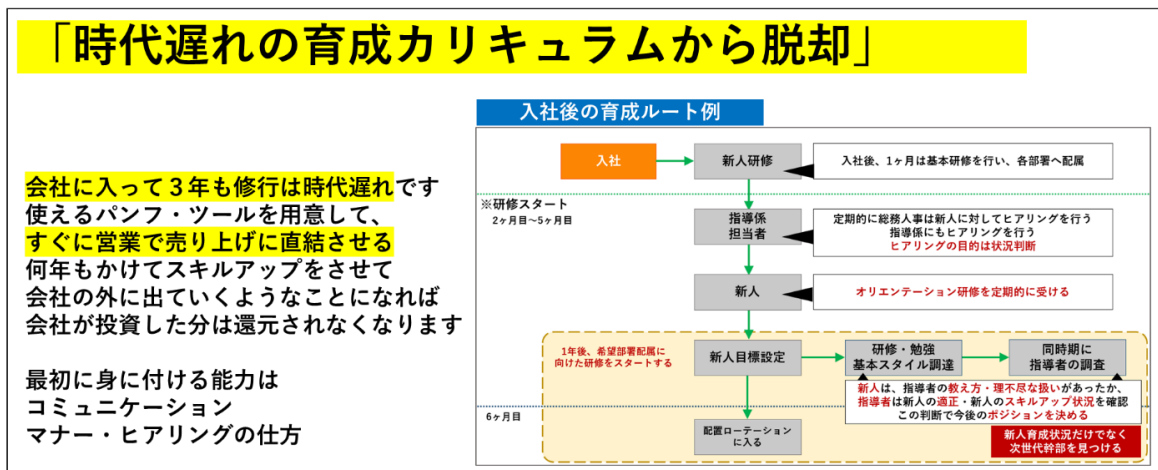 「時代遅れの育成カリキュラムから脱却」
会社に入って３年も修行は時代遅れです
使えるパンフ・ツールを用意して、
すぐに営業で売り上げに直結させる
何年もかけてスキルアップをさせて
会社の外に出ていくようなことになれば
会社が投資した分は還元されなくなります
最初に身に付ける能力は
コミュニケーション
マナー・ヒアリングの仕方
入社後の育成ルート例
入社
新人研修
入社後、1ヶ月は基本研修を行い、各部署へ配属
※研修スタート
2ヶ月目～5ヶ月目
指導係
担当者
定期的に総務人事は新人に対してヒアリングを行う
指導係にもヒアリングを行う
ヒアリングの目的は状況判断
新人
オリエンテーション研修を定期的に受ける
1年後、希望部署配属に
向けた研修をスタートする
新人目標設定
研修・勉強
基本スタイル調達
同時期に
指導者の調査
新人は、指導者の教え方・理不尽な扱いがあったか、
指導者は新人の適正・新人のスキルアップ状況を確認
この判断で今後のポジションを決める
6ヶ月目
配置ローテーション
に入る
新人育成状況だけでなく
次世代幹部を見つける